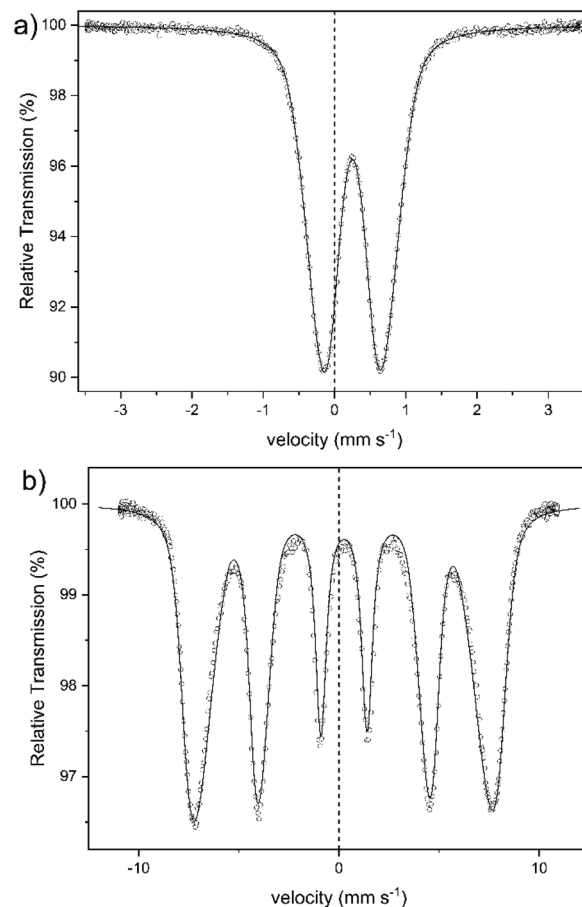 a)
100
98
96
94
92
90
Relative Transmission (%)
-3 -2 -1 0 1 2 3
velocity (mm s⁻¹)
b)
100
99
98
97
Relative Transmission (%)
-10 0 10
velocity (mm s⁻¹)